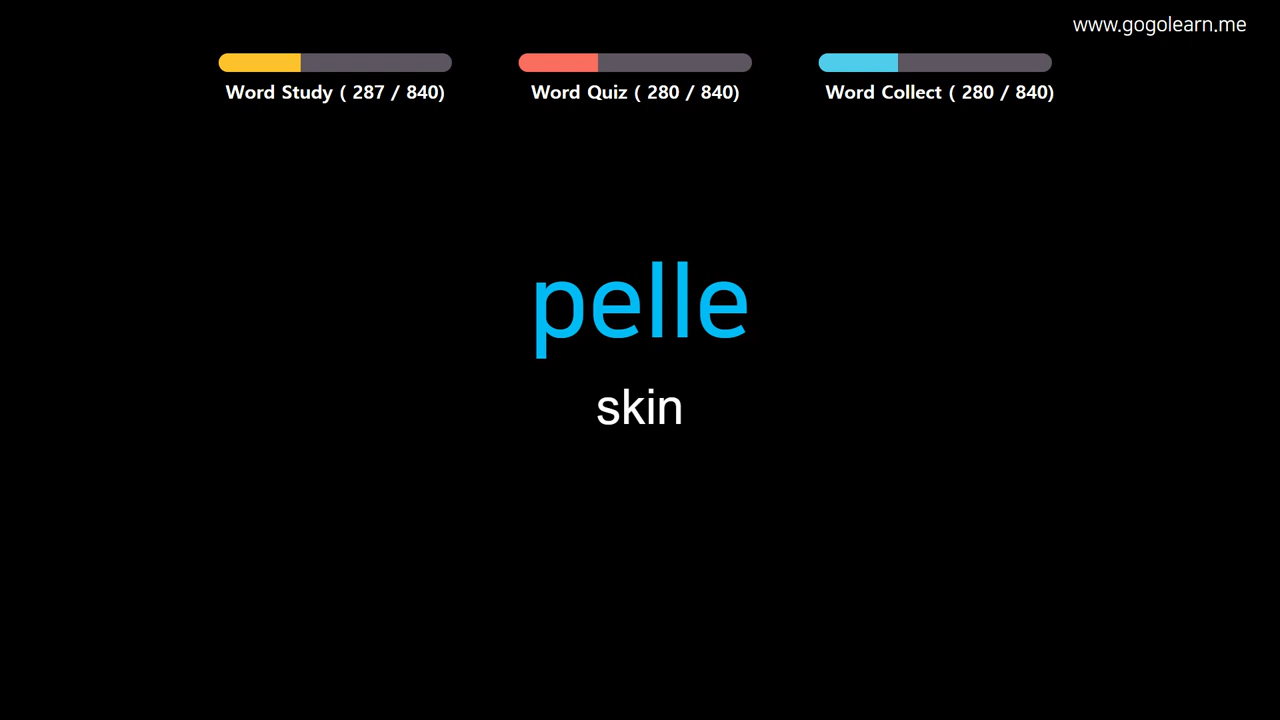 www.gogolearn.me
Word Study ( 287 / 840)
Word Quiz ( 280 / 840)
Word Collect ( 280 / 840)
pelle
skin